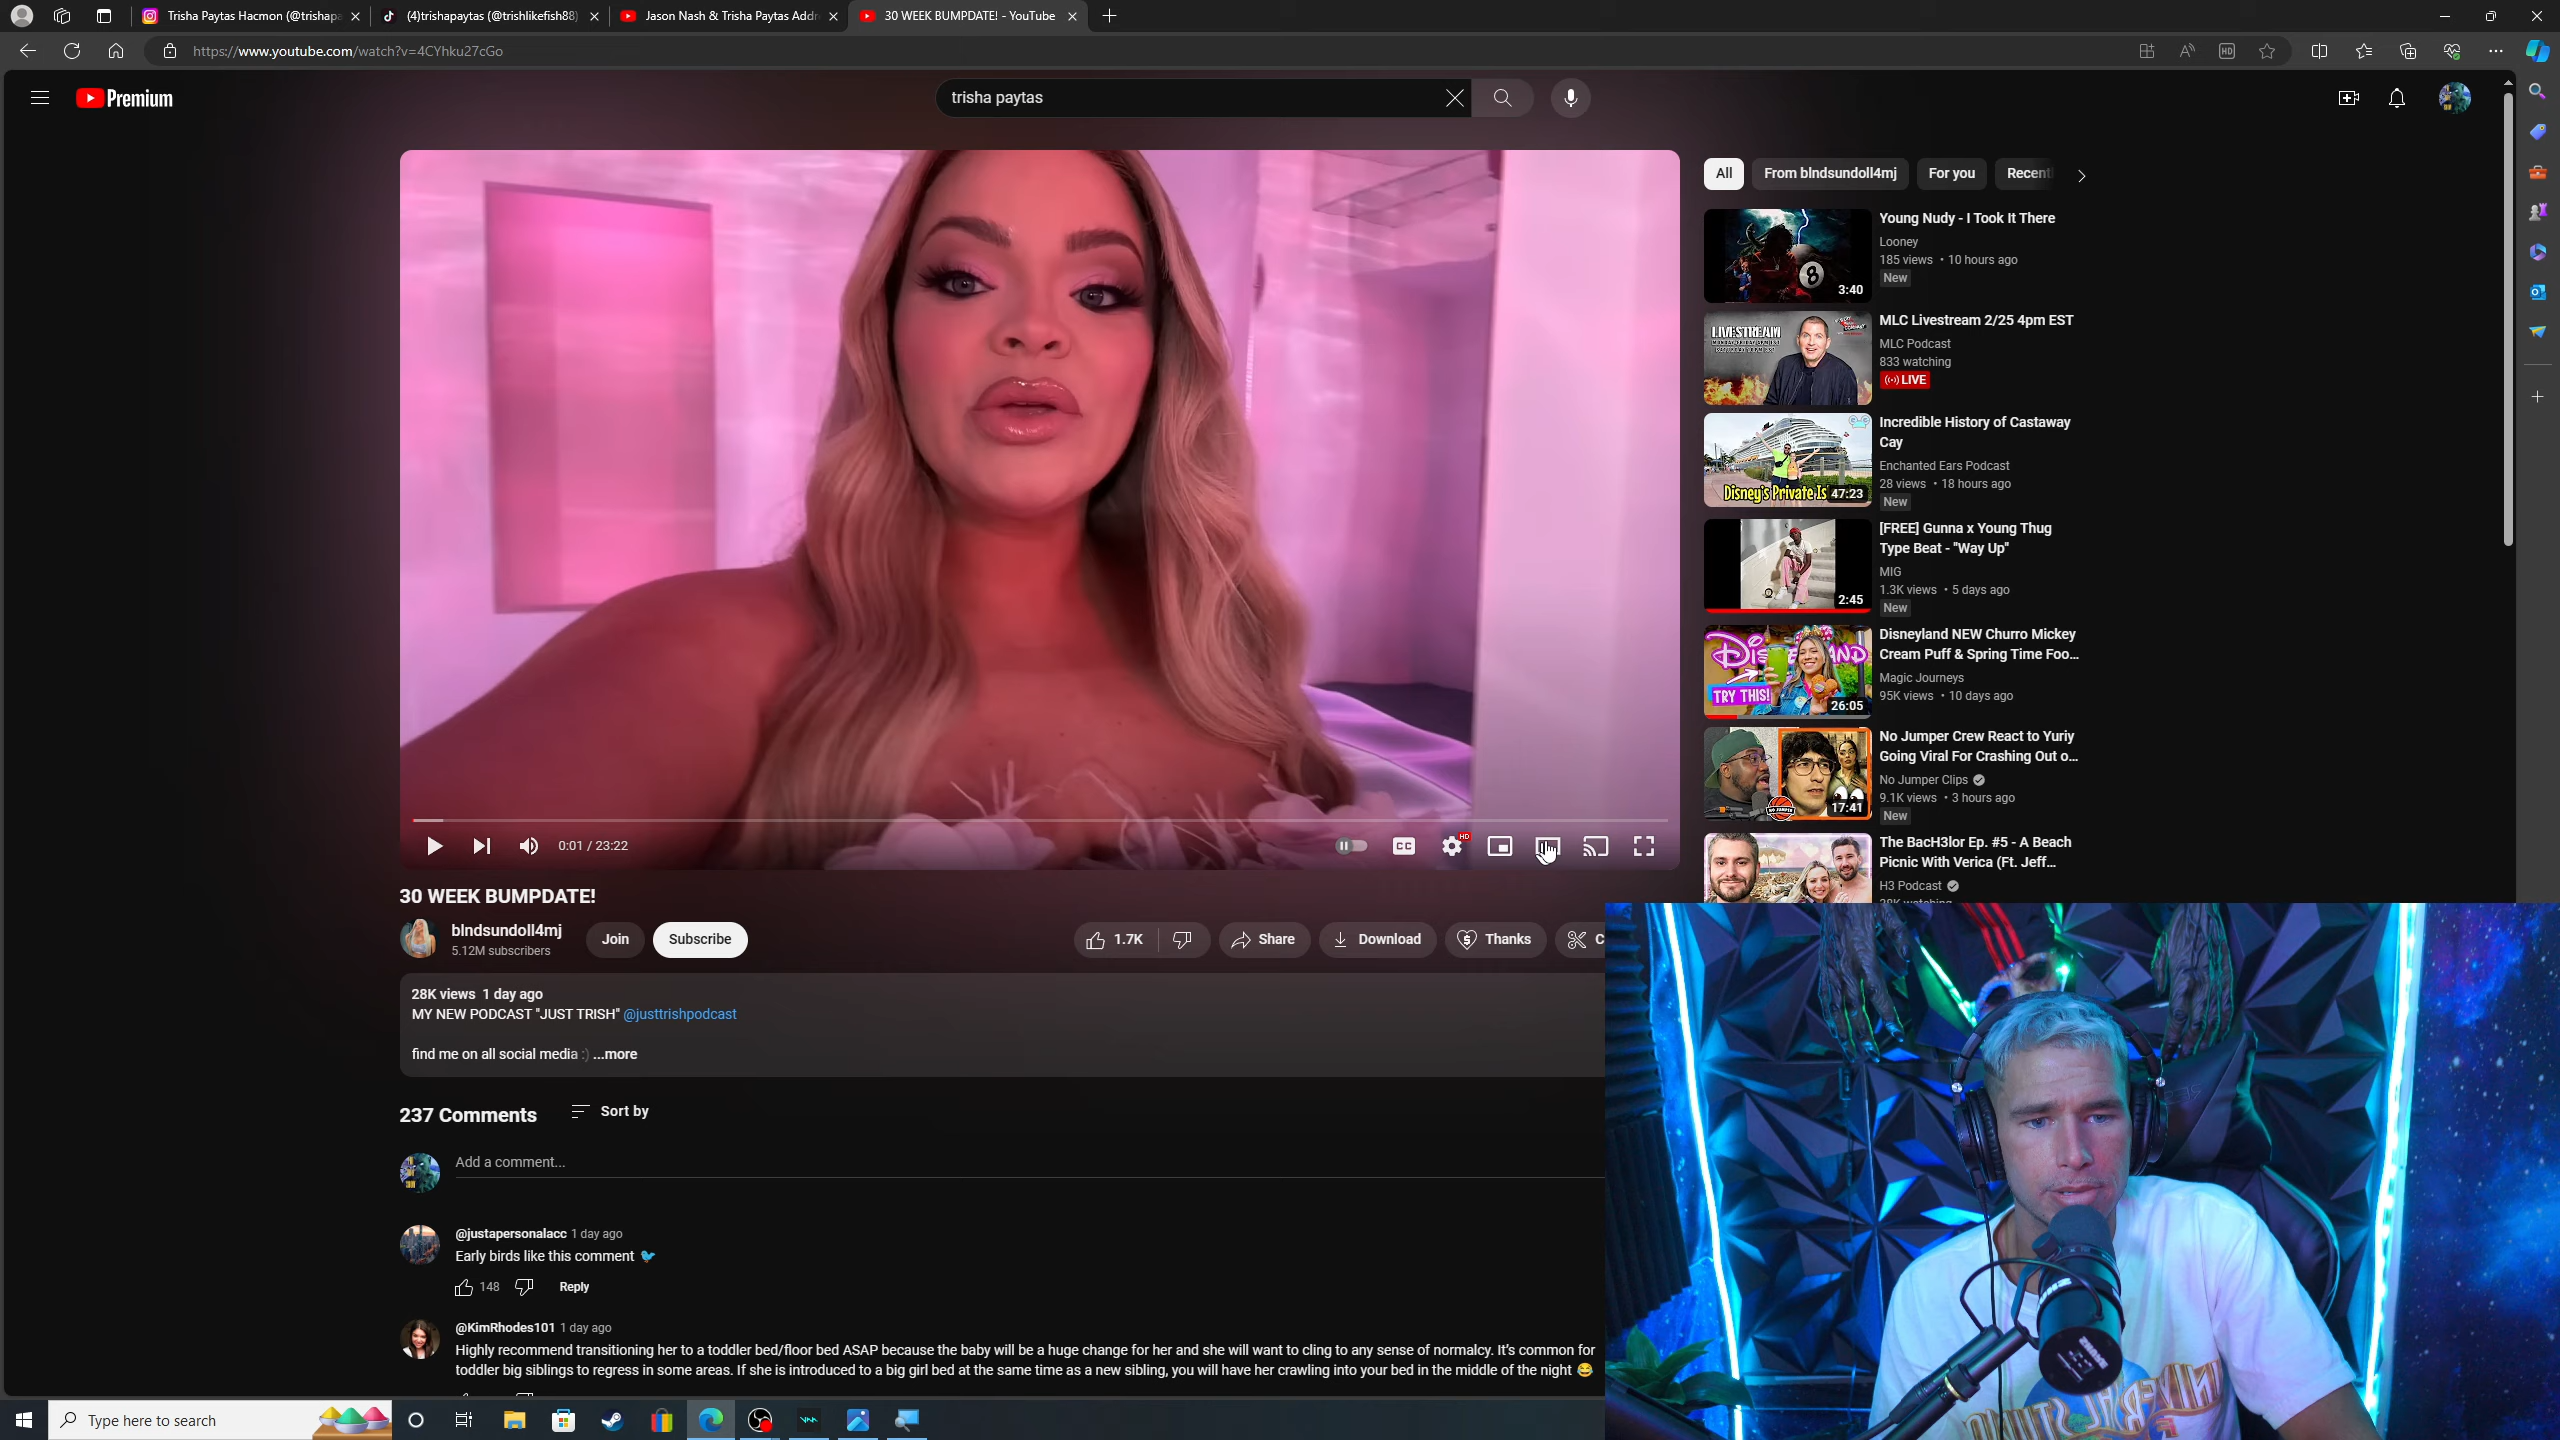 Trisha Paytas Hacmon (@trishapa
(4)trishapaytas (@trishlikefish88)
Jason Nash & Trisha Paytas Addr
30 WEEK BUMPDATE! - YouTube
https://www.youtube.com/watch?v=4CYhku27cGo
Premium
trisha paytas
All
From blndsundoll4mj
For you
Recent
Young Nudy - I Took It There
Looney
185 views • 10 hours ago
New
3:40
LIVESTREAM
MLC Livestream 2/25 4pm EST
MLC Podcast
833 watching
LIVE
Incredible History of Castaway
Cay
Enchanted Ears Podcast
28 views • 18 hours ago
New
Disney's Private Is
47:23
[FREE] Gunna x Young Thug
Type Beat - "Way Up"
MIG
1.3K views • 5 days ago
New
2:45
Disneyland NEW Churro Mickey
Cream Puff & Spring Time Foo...
Magic Journeys
95K views • 10 days ago
TRY THIS!
26:05
No Jumper Crew React to Yuriy
Going Viral For Crashing Out o...
No Jumper Clips
9.1K views • 3 hours ago
New
17:41
The BacH3lor Ep. #5 - A Beach
Picnic With Verica (Ft. Jeff...
H3 Podcast
0:01 / 23:22
CC
HD
30 WEEK BUMPDATE!
blndsundoll4mj
5.12M subscribers
Join
Subscribe
1.7K
Share
Download
Thanks
C
28K views 1 day ago
MY NEW PODCAST "JUST TRISH" @justtrishpodcast
find me on all social media :) ...more
237 Comments
Sort by
Add a comment...
@justapersonalacc 1 day ago
Early birds like this comment
148
Reply
@KimRhodes101 1 day ago
Highly recommend transitioning her to a toddler bed/floor bed ASAP because the baby will be a huge change for her and she will want to cling to any sense of normalcy. It's common for
toddler big siblings to regress in some areas. If she is introduced to a big girl bed at the same time as a new sibling, you will have her crawling into your bed in the middle of the night
Type here to search